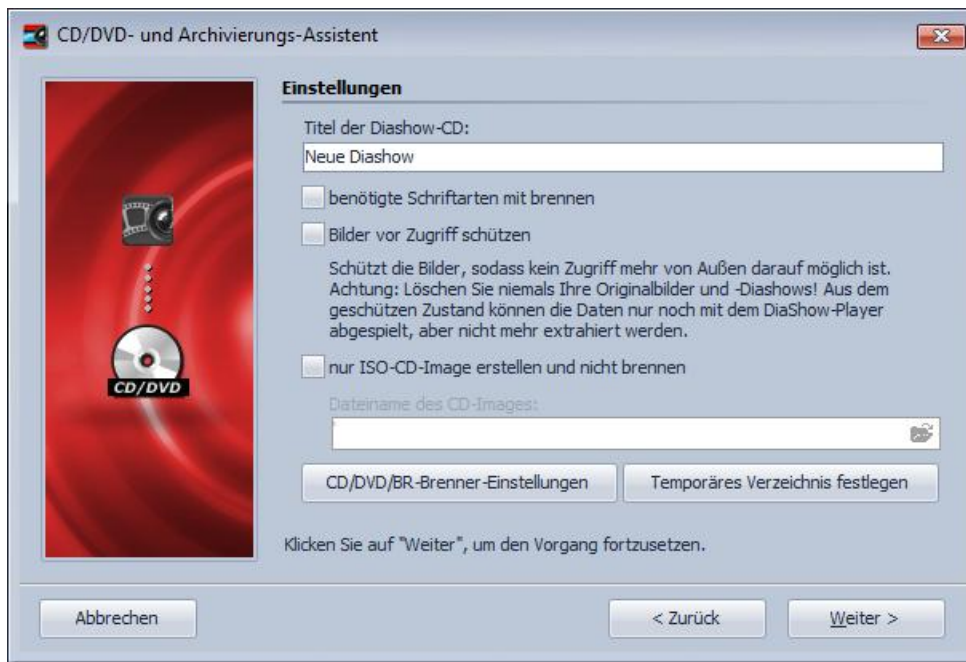 CD/DVD- und Archivierungs-Assistent
Einstellungen
Titel der Diashow-CD:
Neue Diashow
benötigte Schriftarten mit brennen
Bilder vor Zugriff schützen
Schützt die Bilder, sodass kein Zugriff mehr von Außen darauf möglich ist.
Achtung: Löschen Sie niemals Ihre Originalbilder und -Diashows! Aus dem
geschützen Zustand können die Daten nur noch mit dem DiaShow-Player
abgespielt, aber nicht mehr extrahiert werden.
nur ISO-CD-Image erstellen und nicht brennen
Dateiname des CD-Images:
CD/DVD
CD/DVD/BR-Brenner-Einstellungen
Temporäres Verzeichnis festlegen
Klicken Sie auf "Weiter", um den Vorgang fortzusetzen.
Abbrechen
< Zurück
Weiter >